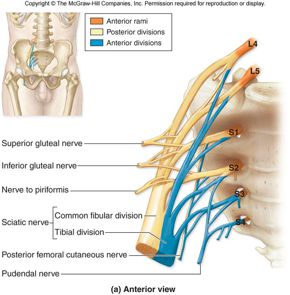 Copyright © The McGraw-Hill Companies, Inc. Permission required for reproduction or display.
Anterior rami
Posterior divisions
Anterior divisions
L4
L5
S1
Superior gluteal nerve
Inferior gluteal nerve
S2
Nerve to piriformis
S3
Sciatic nerve
Common fibular division
Tibial division
S4
Posterior femoral cutaneous nerve
Pudendal nerve
(a) Anterior view